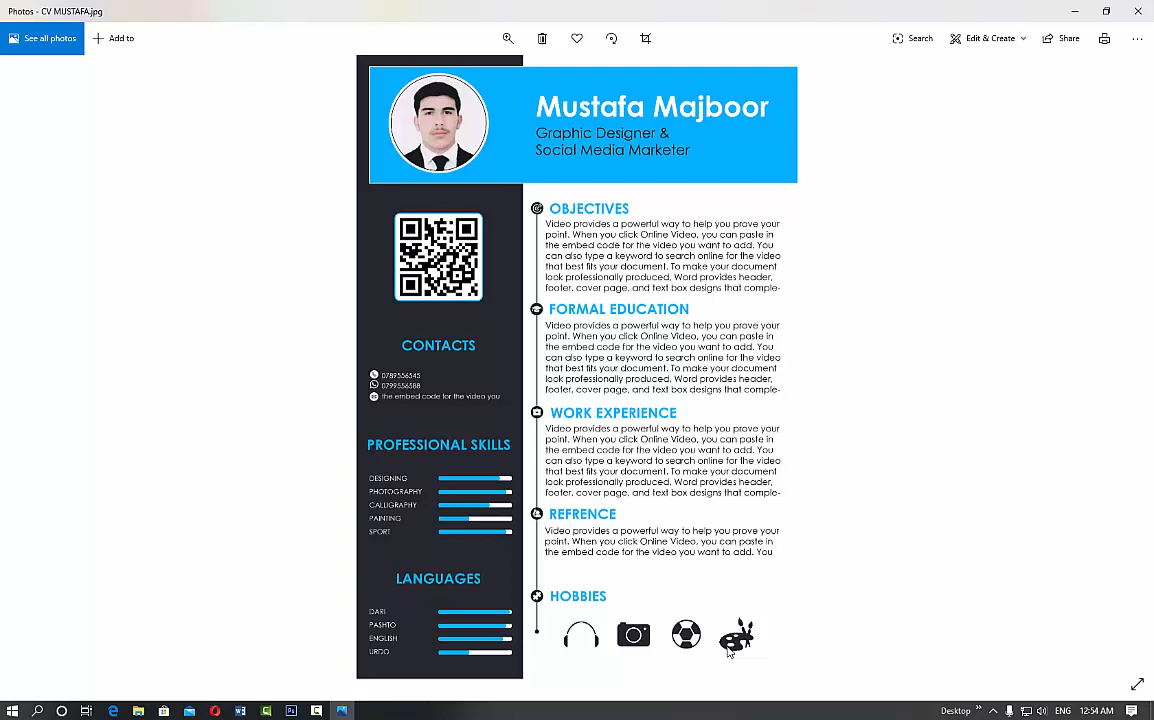 Photos - CV MUSTAFA.jpg
See all photos
Add to
Search
Edit & Create
Share
Mustafa Majboor
Graphic Designer &
Social Media Marketer
CONTACTS
0789556545
0799556588
the embed code for the video you
PROFESSIONAL SKILLS
DESIGNING
PHOTOGRAPHY
CALLIGRAPHY
PAINTING
SPORT
LANGUAGES
DARI
PASHTO
ENGLISH
URDO
OBJECTIVES
Video provides a powerful way to help you prove your
point. When you click Online Video, you can paste in
the embed code for the video you want to add. You
can also type a keyword to search online for the video
that best fits your document. To make your document
look professionally produced, Word provides header,
footer, cover page, and text box designs that comple-
FORMAL EDUCATION
Video provides a powerful way to help you prove your
point. When you click Online Video, you can paste in
the embed code for the video you want to add. You
can also type a keyword to search online for the video
that best fits your document. To make your document
look professionally produced, Word provides header,
footer, cover page, and text box designs that comple-
WORK EXPERIENCE
Video provides a powerful way to help you prove your
point. When you click Online Video, you can paste in
the embed code for the video you want to add. You
can also type a keyword to search online for the video
that best fits your document. To make your document
look professionally produced, Word provides header,
footer, cover page, and text box designs that comple-
REFRENCE
Video provides a powerful way to help you prove your
point. When you click Online Video, you can paste in
the embed code for the video you want to add. You
HOBBIES
Desktop
ENG
12:54 AM